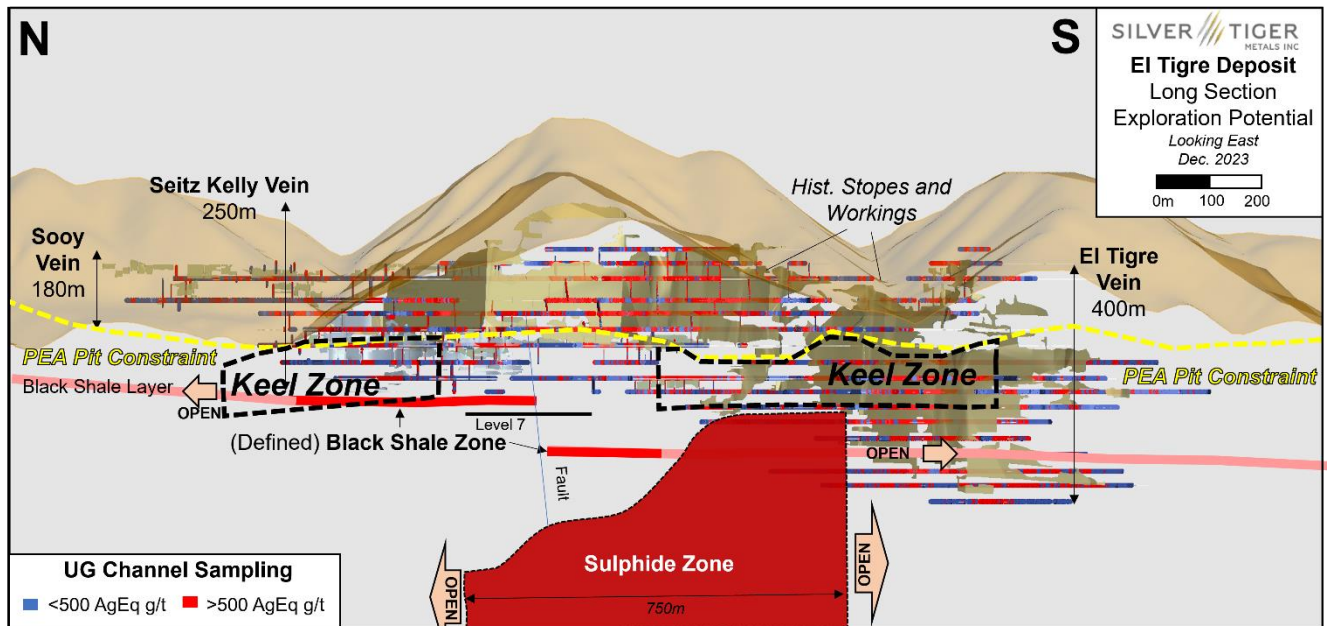 N
S
SILVER TIGER
METALS INC
El Tigre Deposit
Long Section
Exploration Potential
Looking East
Dec. 2023
0m 100 200
Seitz Kelly Vein
250m
Hist. Stopes and
Workings
Sooy
Vein
180m
El Tigre
Vein
400m
PEA Pit Constraint
Keel Zone
Keel Zone
PEA Pit Constraint
Black Shale Layer
OPEN
Level 7
(Defined) Black Shale Zone
OPEN
Fault
Sulphide Zone
OPEN
OPEN
750m
UG Channel Sampling
<500 AgEq g/t >500 AgEq g/t